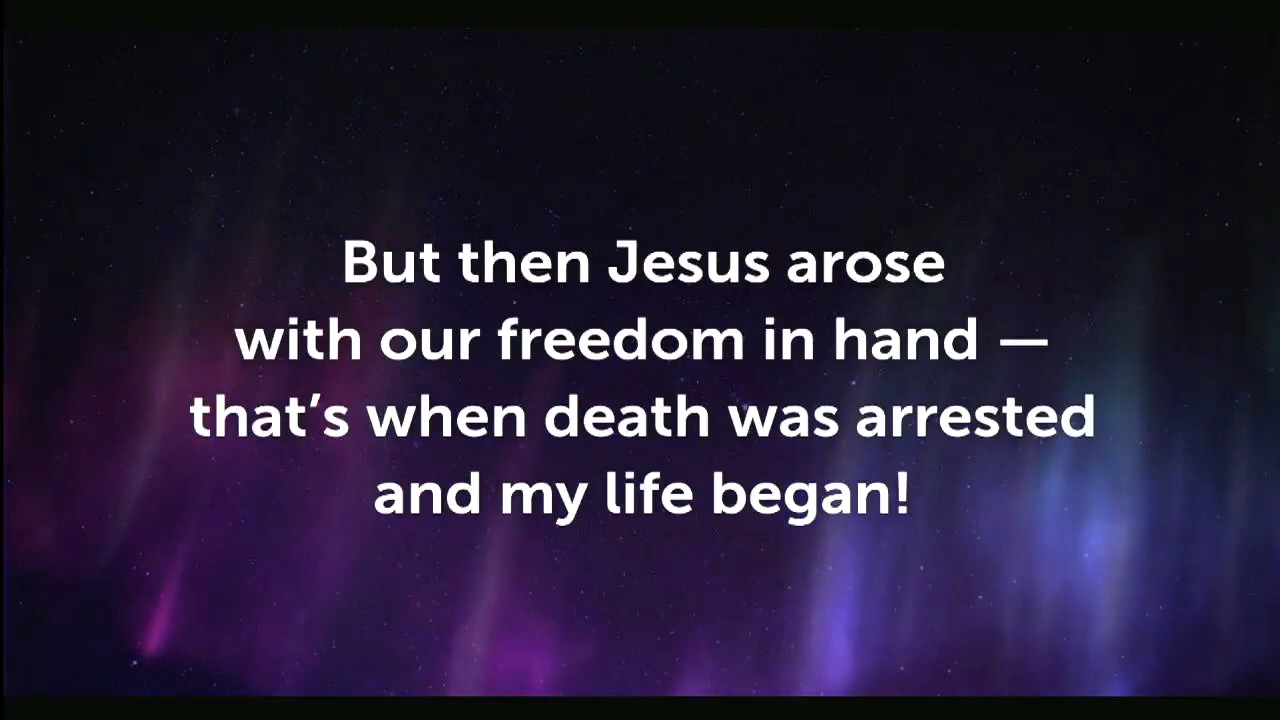 But then Jesus arose
with our freedom in hand —
that’s when death was arrested
and my life began!